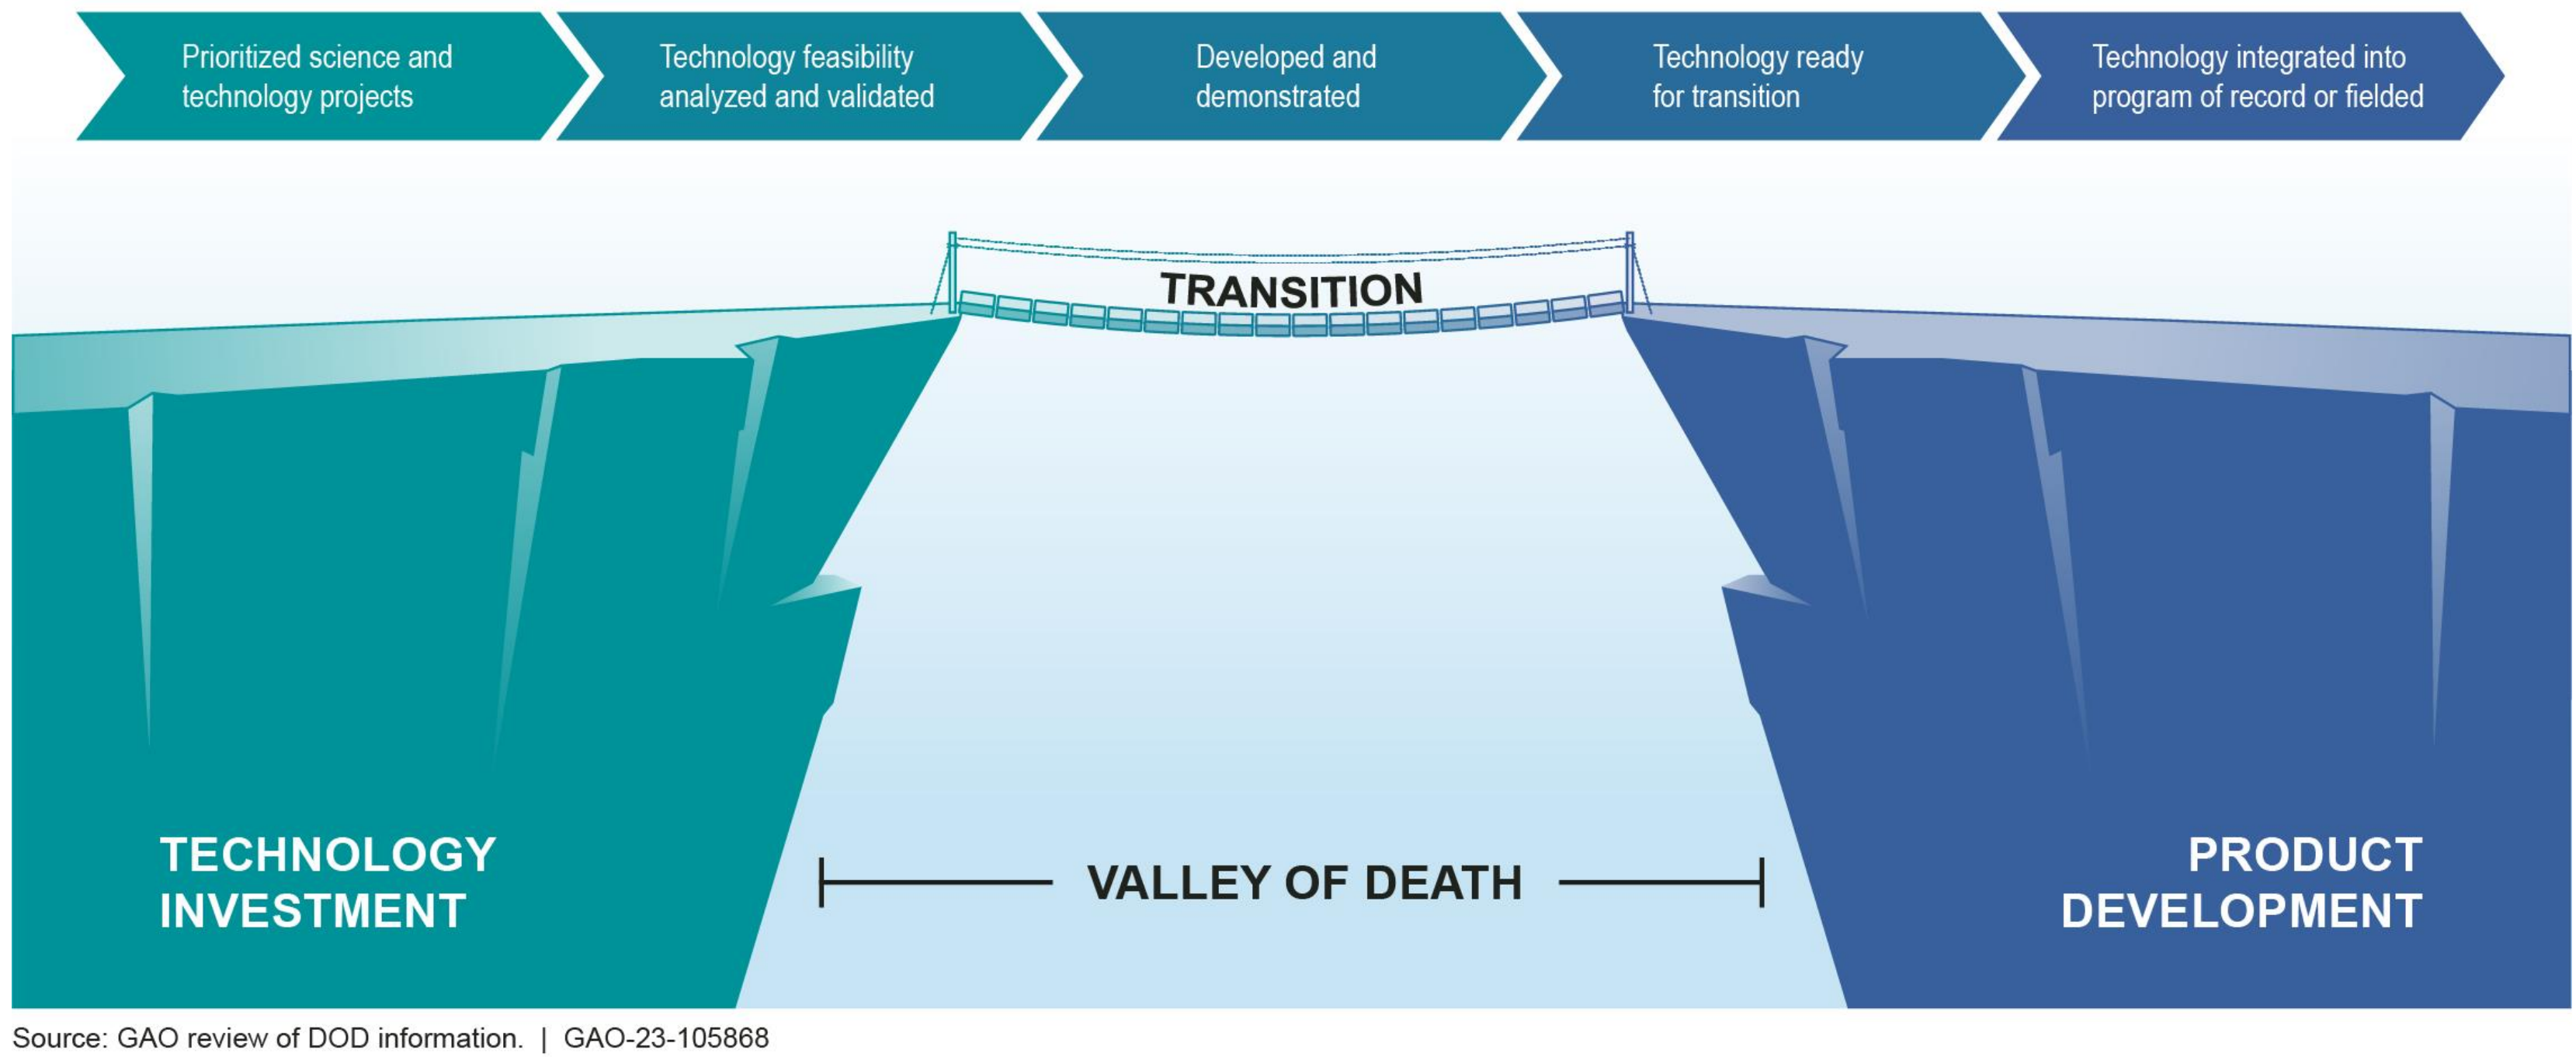 Prioritized science and
technology projects
Technology feasibility
analyzed and validated
Developed and
demonstrated
Technology ready
for transition
Technology integrated into
program of record or fielded
TRANSITION
TECHNOLOGY
INVESTMENT
VALLEY OF DEATH
PRODUCT
DEVELOPMENT
Source: GAO review of DOD information. | GAO-23-105868